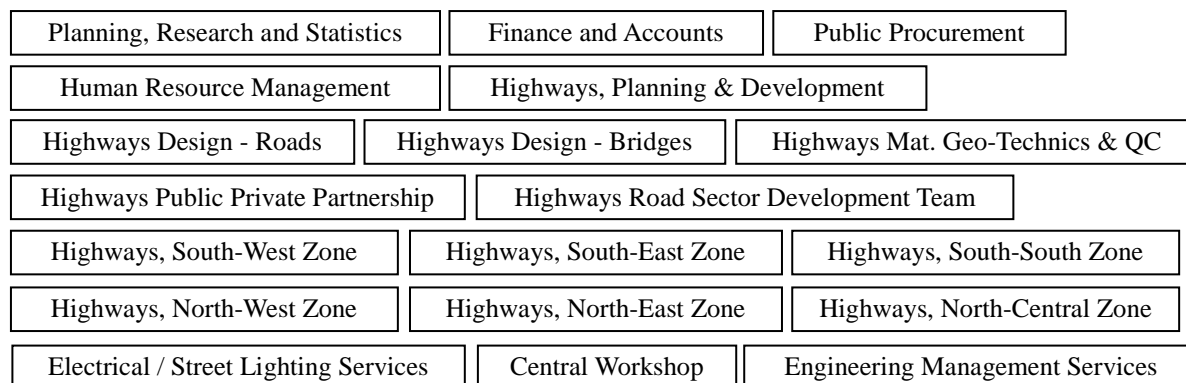 Planning, Research and Statistics
Finance and Accounts
Public Procurement
Human Resource Management
Highways, Planning & Development
Highways Design - Roads
Highways Design - Bridges
Highways Mat. Geo-Technics & QC
Highways Public Private Partnership
Highways Road Sector Development Team
Highways, South-West Zone
Highways, South-East Zone
Highways, South-South Zone
Highways, North-West Zone
Highways, North-East Zone
Highways, North-Central Zone
Electrical / Street Lighting Services
Central Workshop
Engineering Management Services